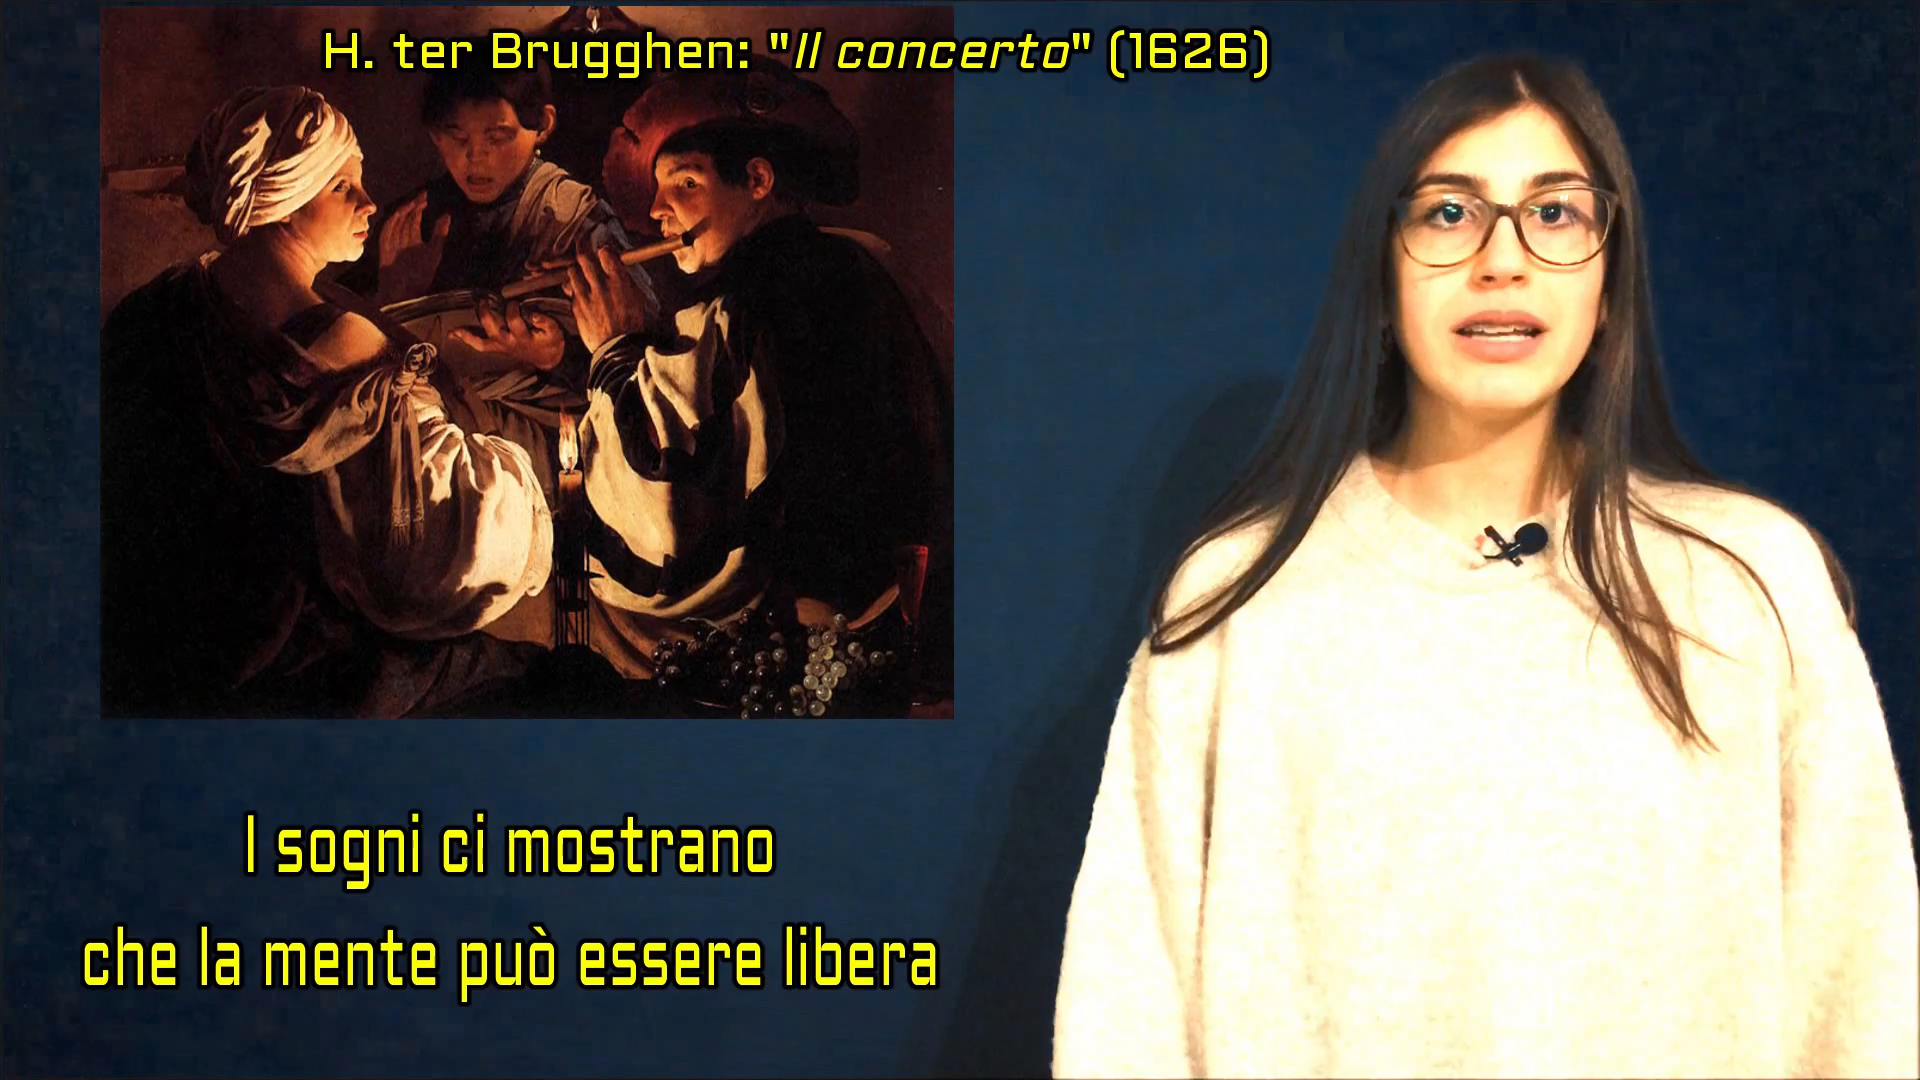 H. ter Brugghen: "Il concerto" (1626)
I sogni ci mostrano
che la mente può essere libera